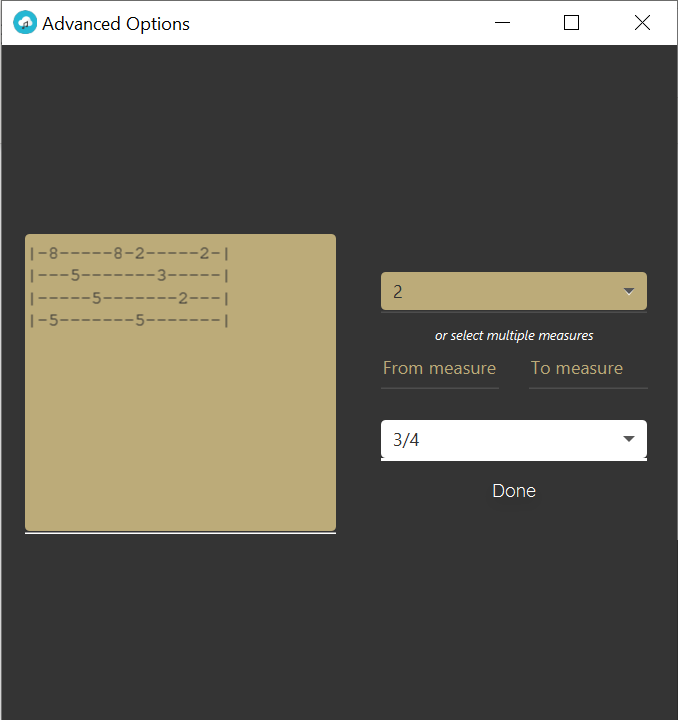 Advanced Options
|-8-----8-2-----2-|
|---5-------3-----|
|-----5-------2---|
|-5-------5-------|
2
or select multiple measures
From measure
To measure
3/4
Done